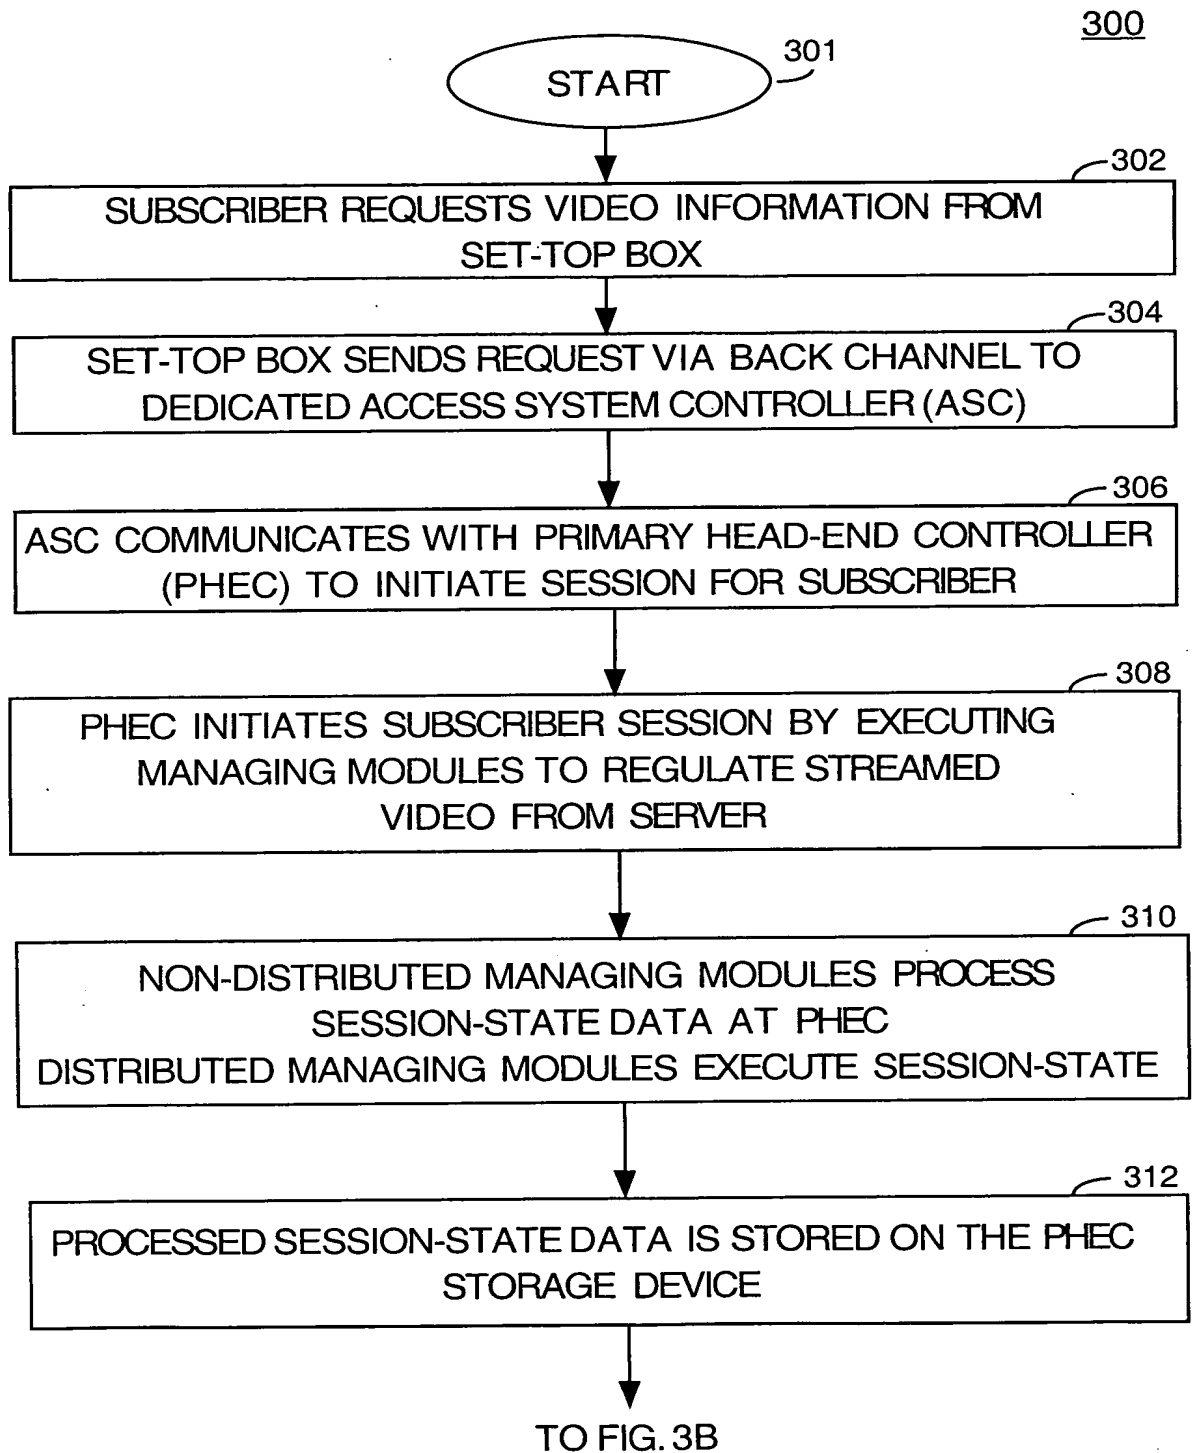 300
START
301
302
SUBSCRIBER REQUESTS VIDEO INFORMATION FROM
SET-TOP BOX
304
SET-TOP BOX SENDS REQUEST VIA BACK CHANNEL TO
DEDICATED ACCESS SYSTEM CONTROLLER (ASC)
306
ASC COMMUNICATES WITH PRIMARY HEAD-END CONTROLLER
(PHEC) TO INITIATE SESSION FOR SUBSCRIBER
308
PHEC INITIATES SUBSCRIBER SESSION BY EXECUTING
MANAGING MODULES TO REGULATE STREAMED
VIDEO FROM SERVER
310
NON-DISTRIBUTED MANAGING MODULES PROCESS
SESSION-STATE DATA AT PHEC
DISTRIBUTED MANAGING MODULES EXECUTE SESSION-STATE
312
PROCESSED SESSION-STATE DATA IS STORED ON THE PHEC
STORAGE DEVICE
TO FIG. 3B